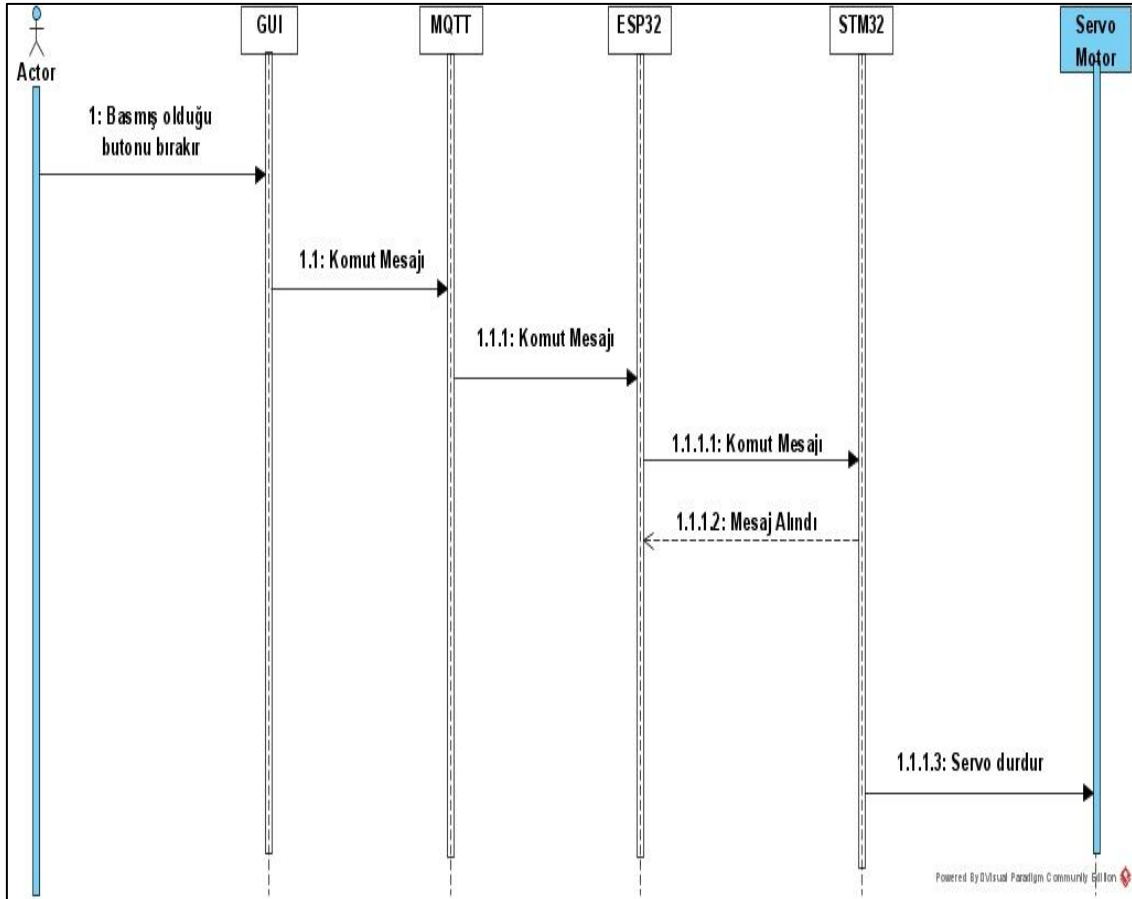 Actor
GUI
MQTT
ESP32
STM32
Servo
Motor
1: Basmış olduğu
butonu bırakır
1.1: Komut Mesajı
1.1.1: Komut Mesajı
1.1.1.1: Komut Mesajı
1.1.1.2: Mesaj Alındı
1.1.1.3: Servo durdur
Powered By Visual Paradigm Community Edition